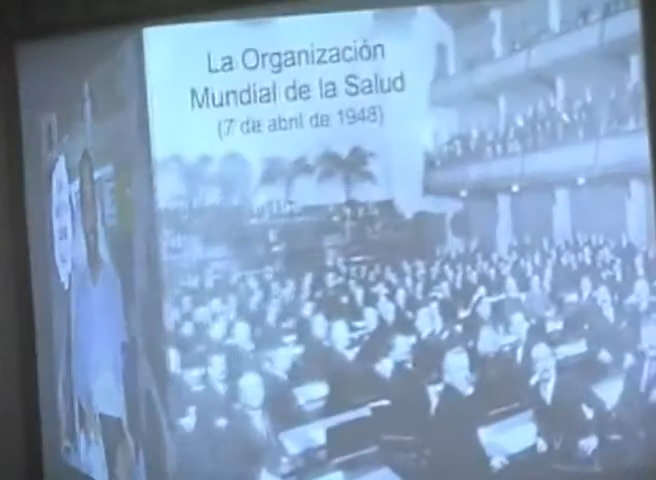 La Organización
Mundial de la Salud
(7 de abril de 1948)